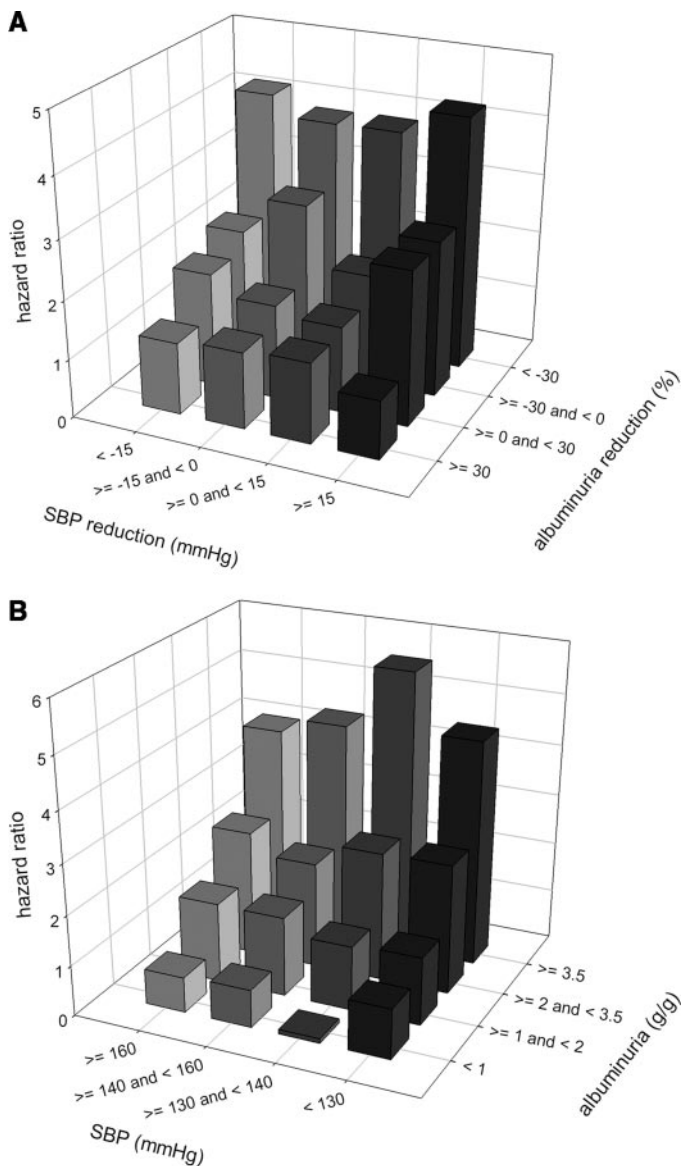 A
5
4
3
2
1
0
hazard ratio
< -15
>= -15 and < 0
>= 0 and < 15
>= 15
SBP reduction (mmHg)
< -30
>= -30 and < 0
>= 0 and < 30
>= 30
albuminuria reduction (%)
B
6
5
4
3
2
1
0
hazard ratio
>= 160
>= 140 and < 160
>= 130 and < 140
< 130
SBP (mmHg)
>= 3.5
>= 2 and < 3.5
>= 1 and < 2
< 1
albuminuria (g/g)